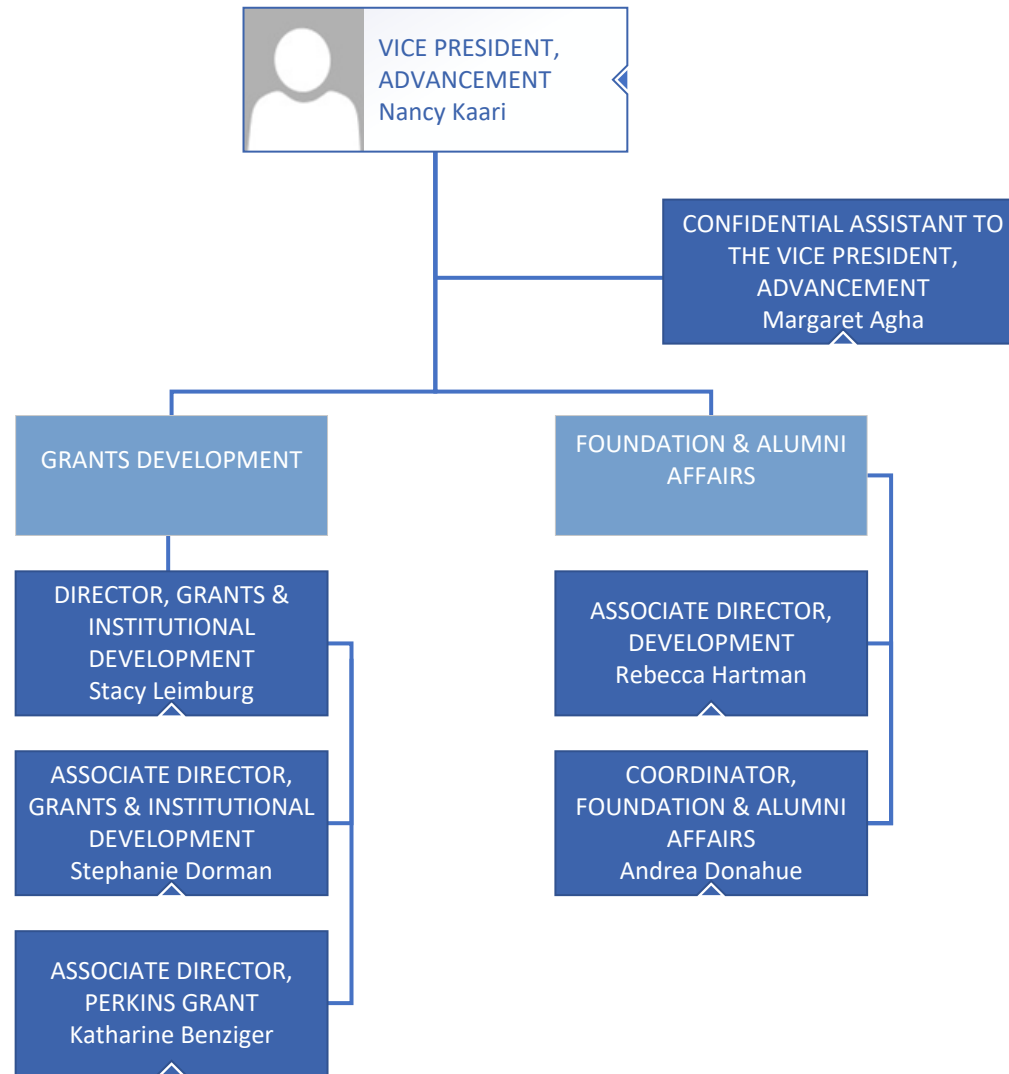 VICE PRESIDENT,
ADVANCEMENT
Nancy Kaari
CONFIDENTIAL ASSISTANT TO
THE VICE PRESIDENT,
ADVANCEMENT
Margaret Agha
GRANTS DEVELOPMENT
DIRECTOR, GRANTS &
INSTITUTIONAL
DEVELOPMENT
Stacy Leimburg
ASSOCIATE DIRECTOR,
GRANTS & INSTITUTIONAL
DEVELOPMENT
Stephanie Dorman
ASSOCIATE DIRECTOR,
PERKINS GRANT
Katharine Benziger
FOUNDATION & ALUMNI
AFFAIRS
ASSOCIATE DIRECTOR,
DEVELOPMENT
Rebecca Hartman
COORDINATOR,
FOUNDATION & ALUMNI
AFFAIRS
Andrea Donahue